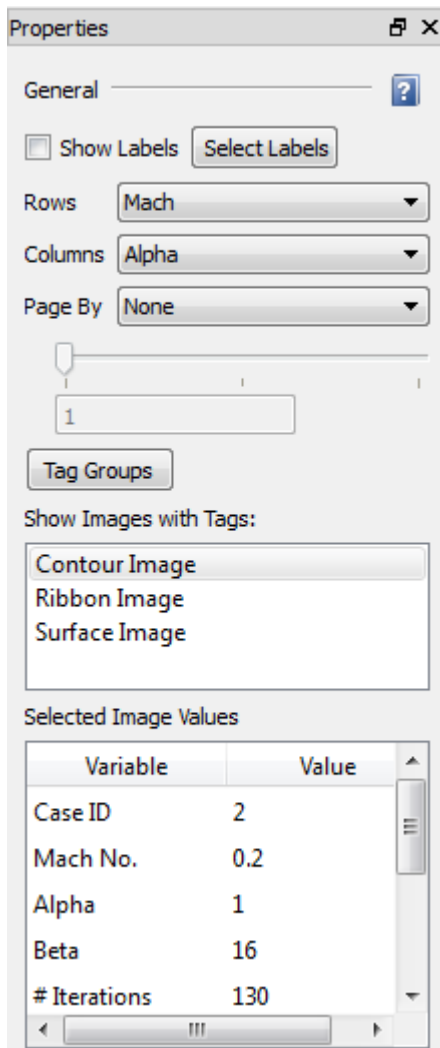 Properties
General
?
Show Labels Select Labels
Rows Mach
Columns Alpha
Page By None
1
Tag Groups
Show Images with Tags:
Contour Image
Ribbon Image
Surface Image
Selected Image Values
Variable Value
Case ID 2
Mach No. 0.2
Alpha 1
Beta 16
# Iterations 130